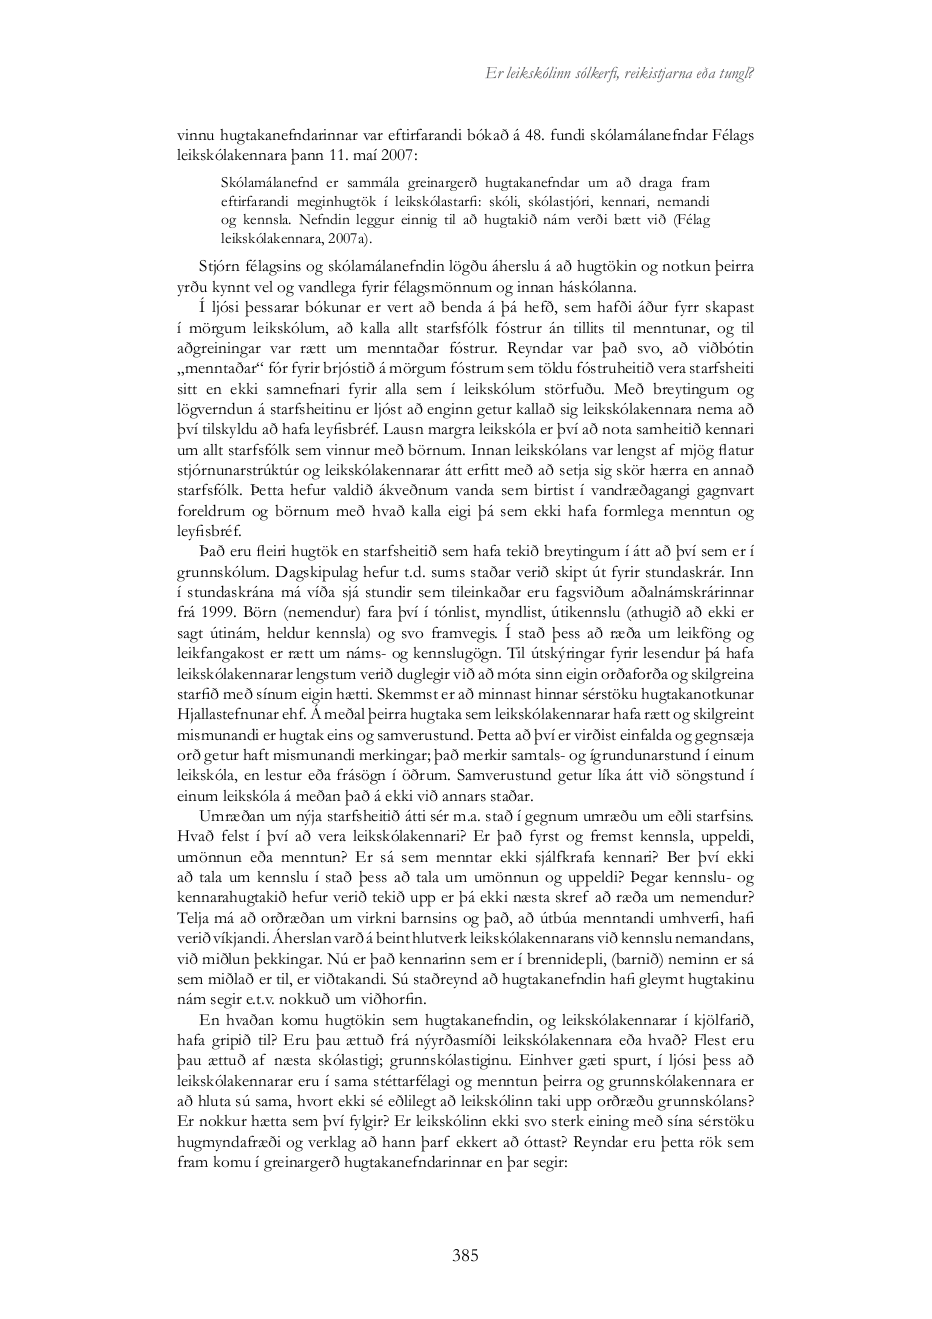 Er leikskólinn sólkerfi, reikistjarna eða tungl?
vinnu hugtakanefndarinnar var eftirfarandi bókað á 48. fundi skólamálanefndar Félags
leikskólakennara þann 11. maí 2007:
Skólamálanefnd er sammála greinargerð hugtakanefndar um að draga fram
eftirfarandi meginhugtök í leikskólastarfi: skóli, skólastjóri, kennari, nemandi
og kennsla. Nefndin leggur einnig til að hugtakið nám verði bætt við (Félag
leikskólakennara, 2007a).
Stjórn félagsins og skólamálanefndin lögðu áherslu á að hugtökin og notkun þeirra
yrðu kynnt vel og vandlega fyrir félagsmönnum og innan háskólanna.
Í ljósi þessarar bókunar er vert að benda á þá hefð, sem hafði áður fyrr skapast
í mörgum leikskólum, að kalla allt starfsfólk fóstrur án tillits til menntunar, og til
aðgreiningar var rætt um menntaðar fóstrur. Reyndar var það svo, að viðbótin
„menntaðar“ fór fyrir brjóstið á mörgum fóstrum sem töldu fóstruheitið vera starfsheiti
sitt en ekki samnefnari fyrir alla sem í leikskólum störfuðu. Með breytingum og
lögverndun á starfsheitinu er ljóst að enginn getur kallað sig leikskólakennara nema að
því tilskyldu að hafa leyfisbréf. Lausn margra leikskóla er því að nota samheitið kennari
um allt starfsfólk sem vinnur með börnum. Innan leikskólans var lengst af mjög flatur
stjórnunarstrúktúr og leikskólakennarar átt erfitt með að setja sig skör hærra en annað
starfsfólk. Þetta hefur valdið ákveðnum vanda sem birtist í vandræðagangi gagnvart
foreldrum og börnum með hvað kalla eigi þá sem ekki hafa formlega menntun og
leyfisbréf.
Það eru fleiri hugtök en starfsheitið sem hafa tekið breytingum í átt að því sem er í
grunnskólum. Dagskipulag hefur t.d. sums staðar verið skipt út fyrir stundaskrár. Inn
í stundaskrána má víða sjá stundir sem tileinkaðar eru fagsviðum aðalnámskrárinnar
frá 1999. Börn (nemendur) fara því í tónlist, myndlist, útikennslu (athugið að ekki er
sagt útinám, heldur kennsla) og svo framvegis. Í stað þess að ræða um leikföng og
leikfangakost er rætt um náms- og kennslugögn. Til útskýringar fyrir lesendur þá hafa
leikskólakennarar lengstum verið duglegir við að móta sinn eigin orðaforða og skilgreina
starfið með sínum eigin hætti. Skemmst er að minnast hinnar sérstöku hugtakanotkunar
Hjallastefnunar ehf. Á meðal þeirra hugtaka sem leikskólakennarar hafa rætt og skilgreint
mismunandi er hugtak eins og samverustund. Þetta að því er virðist einfalda og gegnsæja
orð getur haft mismunandi merkingar; það merkir samtals- og ígrundunarstund í einum
leikskóla, en lestur eða frásögn í öðrum. Samverustund getur líka átt við söngstund í
einum leikskóla á meðan það á ekki við annars staðar.
Umræðan um nýja starfsheitið átti sér m.a. stað í gegnum umræðu um eðli starfsins.
Hvað felst í því að vera leikskólakennari? Er það fyrst og fremst kennsla, uppeldi,
umönnun eða menntun? Er sá sem menntar ekki sjálfkrafa kennari? Ber því ekki
að tala um kennslu í stað þess að tala um umönnun og uppeldi? Þegar kennslu- og
kennarahugtakið hefur verið tekið upp er þá ekki næsta skref að ræða um nemendur?
Telja má að orðræðan um virkni barnsins og það, að útbúa menntandi umhverfi, hafi
verið víkjandi. Áherslan varð á beint hlutverk leikskólakennarans við kennslu nemandans,
við miðlun þekkingar. Nú er það kennarinn sem er í brennidepli, (barnið) neminn er sá
sem miðlað er til, er viðtakandi. Sú staðreynd að hugtakanefndin hafi gleymt hugtakinu
nám segir e.t.v. nokkuð um viðhorfin.
En hvaðan komu hugtökin sem hugtakanefndin, og leikskólakennarar í kjölfarið,
hafa gripið til? Eru þau ættuð frá nýyrðasmíði leikskólakennara eða hvað? Flest eru
þau ættuð af næsta skólastigi; grunnskólastiginu. Einhver gæti spurt, í ljósi þess að
leikskólakennarar eru í sama stéttarfélagi og menntun þeirra og grunnskólakennara er
að hluta sú sama, hvort ekki sé eðlilegt að leikskólinn taki upp orðræðu grunnskólans?
Er nokkur hætta sem því fylgir? Er leikskólinn ekki svo sterk eining með sína sérstöku
hugmyndafræði og verklag að hann þarf ekkert að óttast? Reyndar eru þetta rök sem
fram komu í greinargerð hugtakanefndarinnar en þar segir:
385